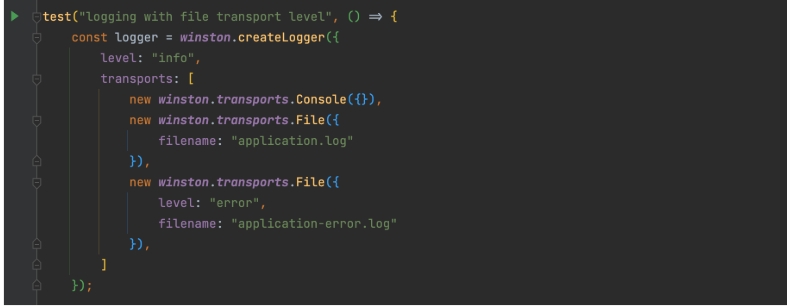 test("logging with file transport level", () ⇒ {
    const logger = winston.createLogger({
        level: "info",
        transports: [
            new winston.transports.Console({}),
            new winston.transports.File({
                filename: "application.log"
            }),
            new winston.transports.File({
                level: "error",
                filename: "application-error.log"
            }),
        ]
    });